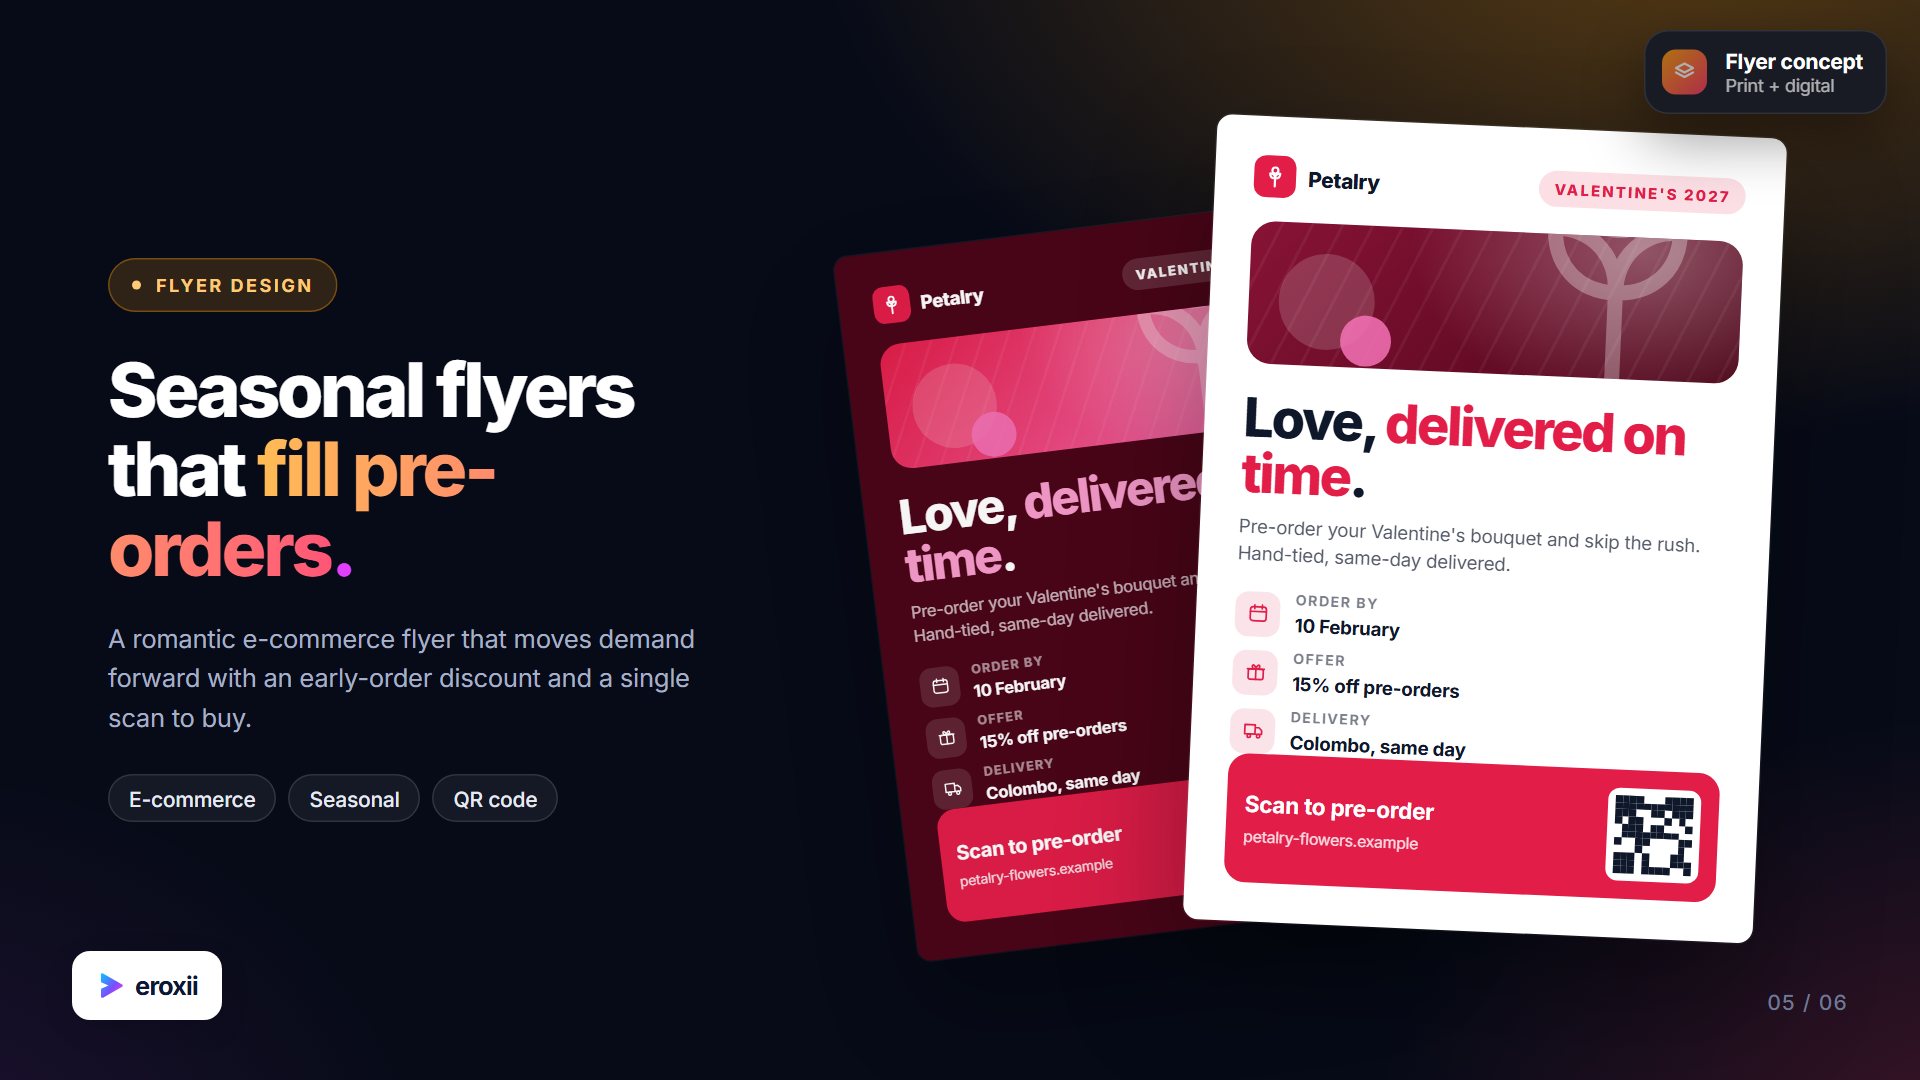 Flyer concept
Print + digital
FLYER DESIGN
Seasonal flyers
that fill pre-
orders.
A romantic e-commerce flyer that moves demand
forward with an early-order discount and a single
scan to buy.
E-commerce
Seasonal
QR code
eroxii
Petalry
Love, delivered
time.
Pre-order your Valentine's bouquet
Hand-tied, same-day delivered.
ORDER BY
10 February
OFFER
15% off pre-orders
DELIVERY
Colombo, same day
Scan to pre-order
petalry-flowers.example
Petalry
VALENTINE'S 2027
Love, delivered on
time.
Pre-order your Valentine's bouquet and skip the rush.
Hand-tied, same-day delivered.
ORDER BY
10 February
OFFER
15% off pre-orders
DELIVERY
Colombo, same day
Scan to pre-order
petalry-flowers.example
05 / 06